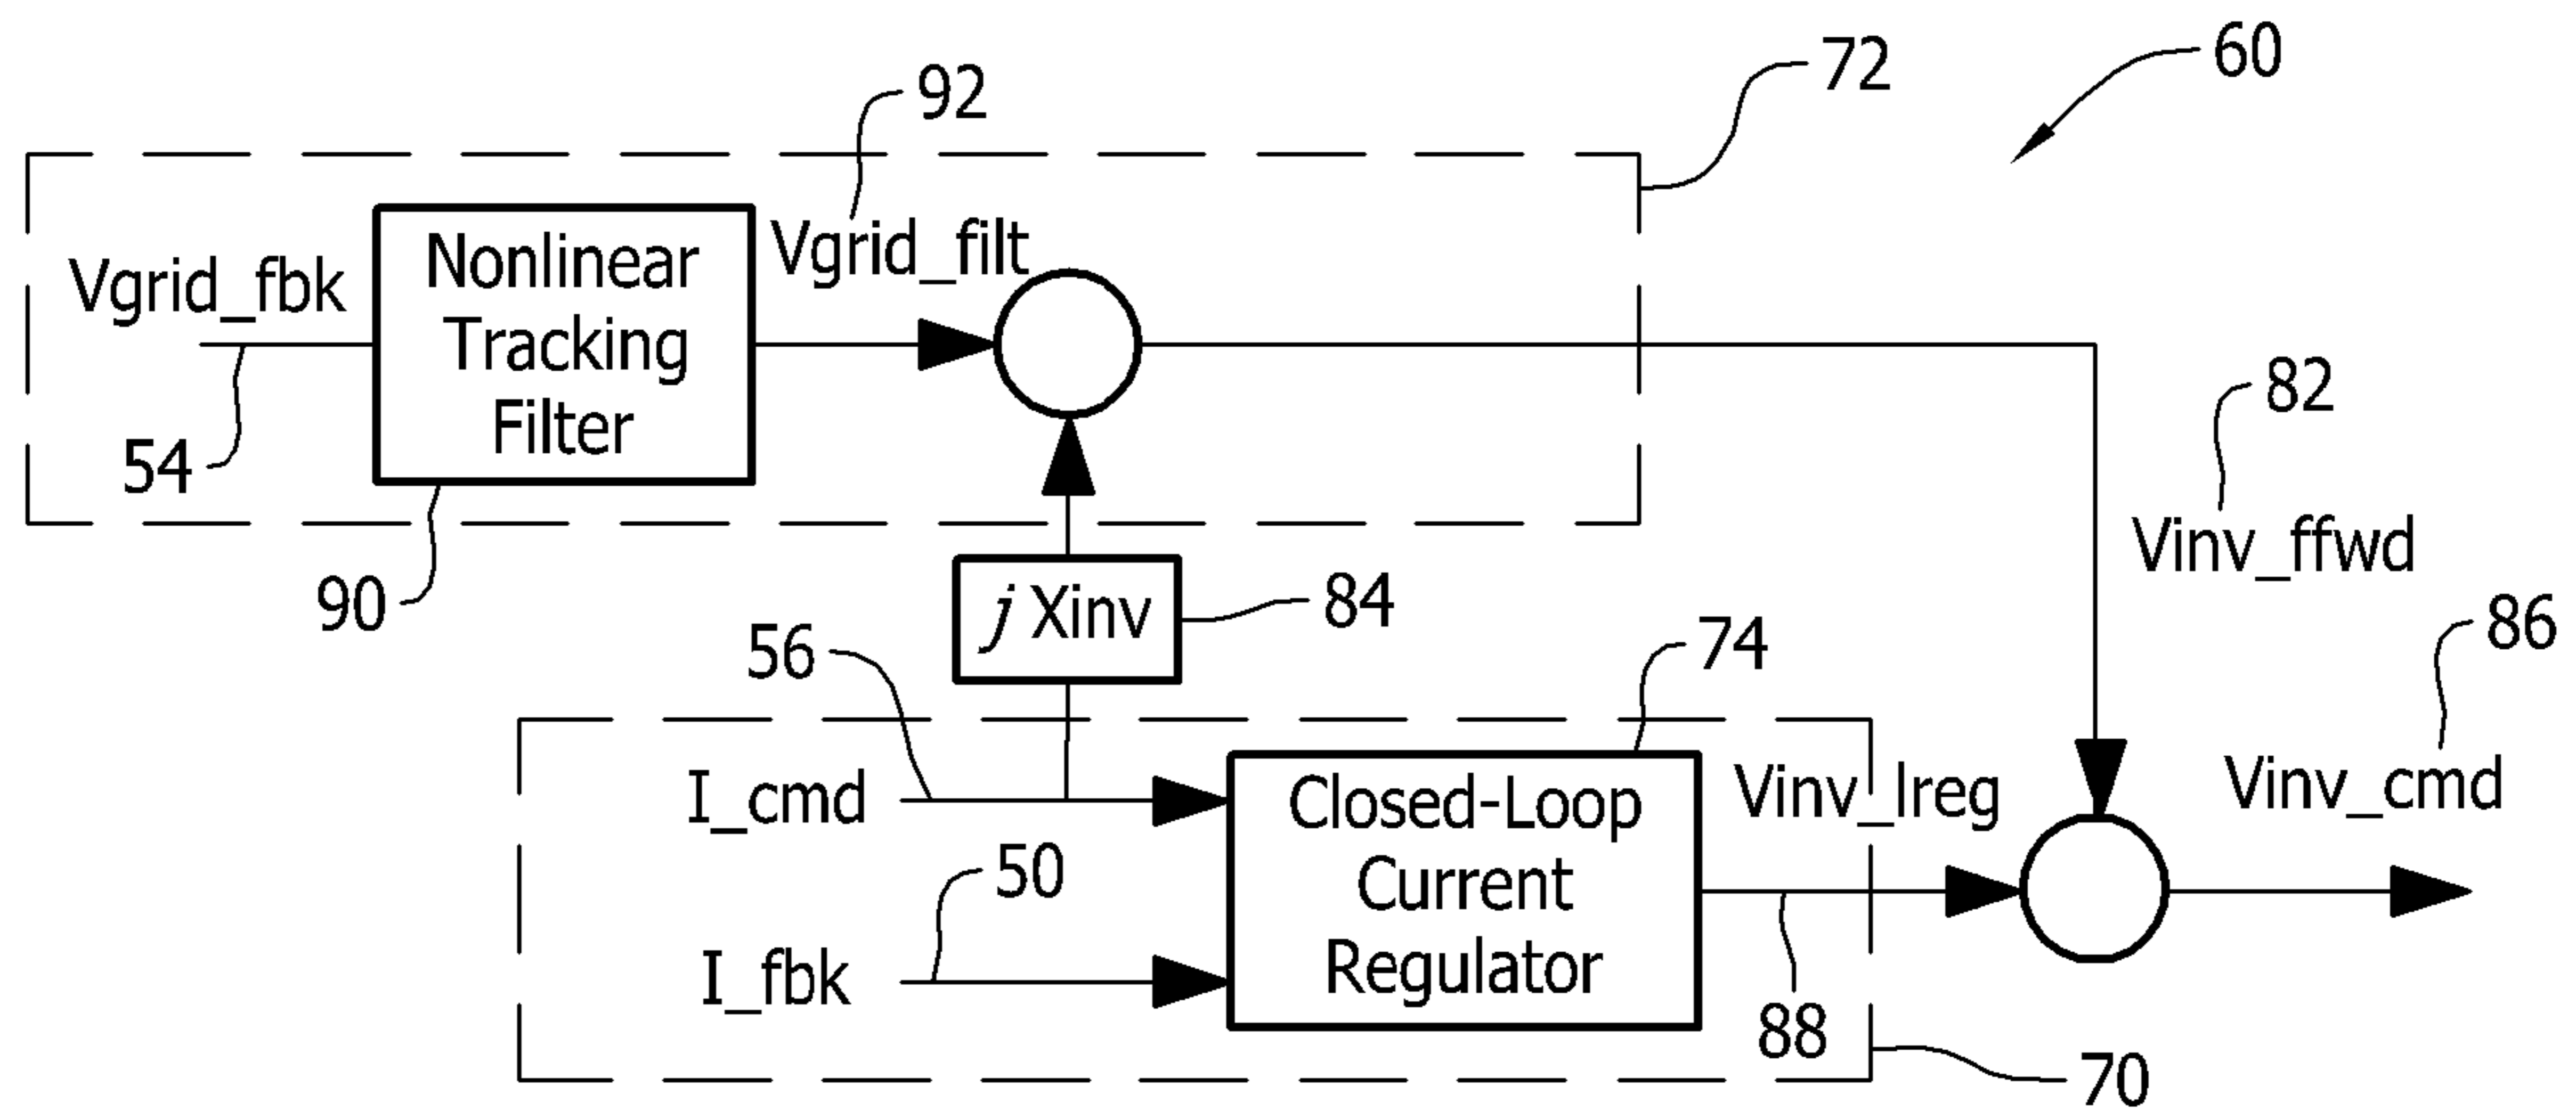 60
72
92
Vgrid_fbk
Nonlinear
Tracking
Filter
Vgrid_filt
54
90
82
Vinv_ffwd
j Xinv
84
56
74
86
I_cmd
Closed-Loop
Current
Regulator
Vinv_lreg
Vinv_cmd
50
I_fbk
88
70